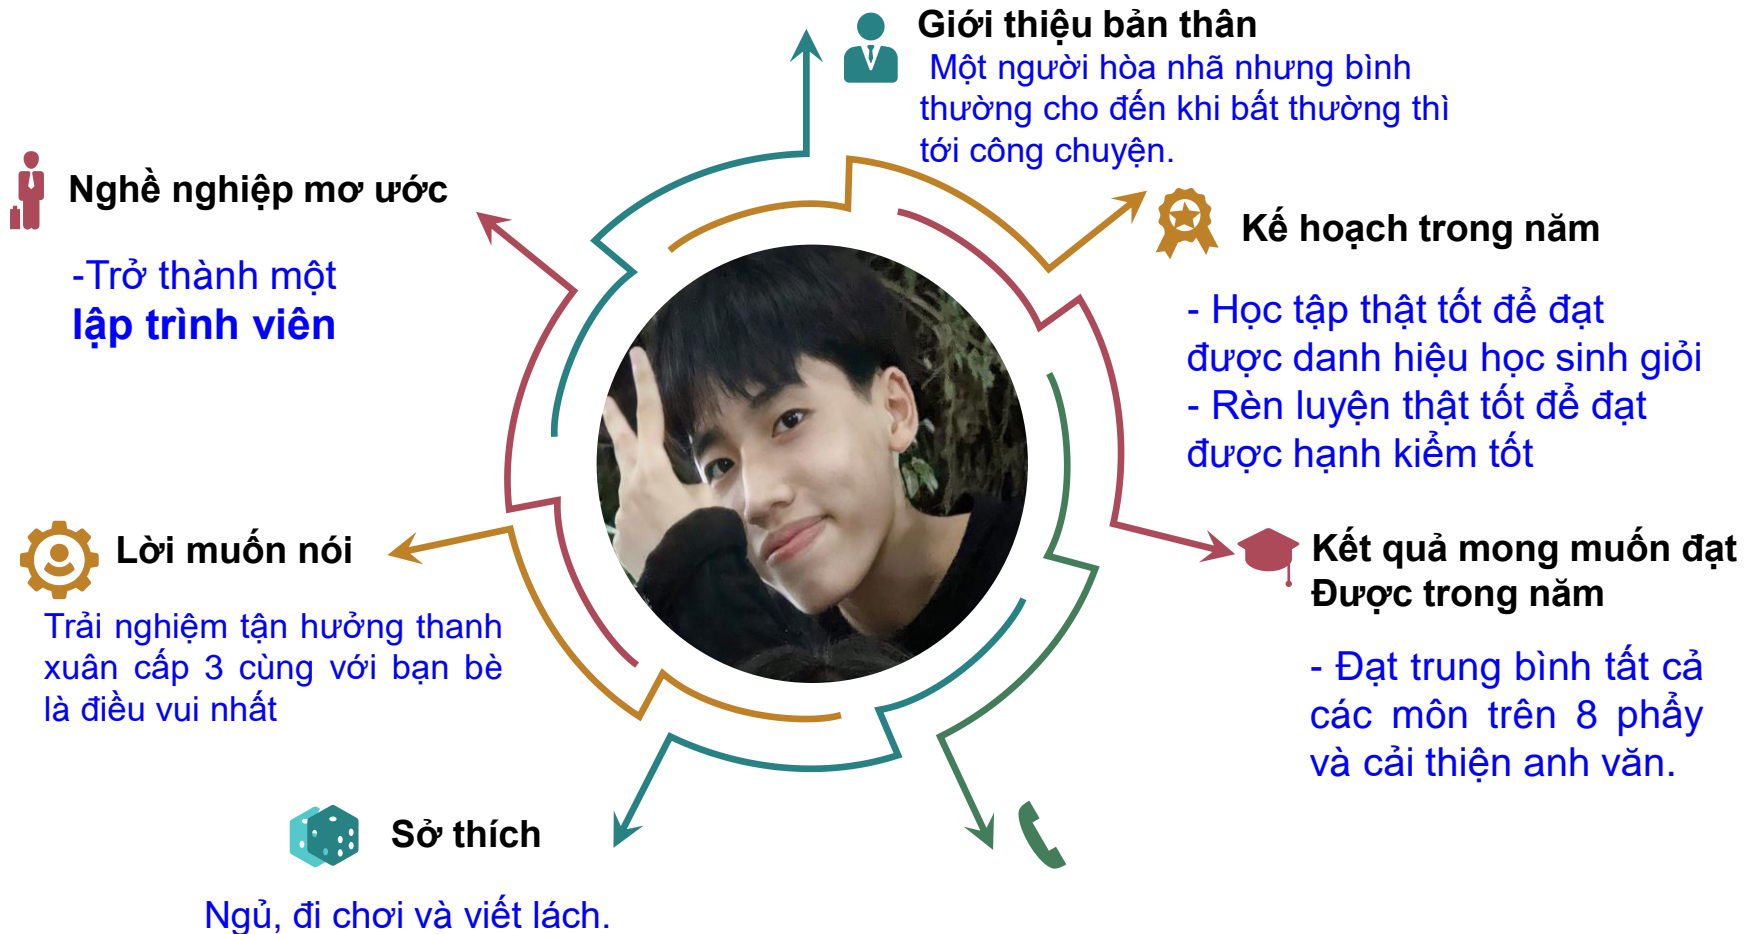 Giới thiệu bản thân
Một người hòa nhã nhưng bình
thường cho đến khi bất thường thì
tới công chuyện.
Nghề nghiệp mơ ước
-Trở thành một
lập trình viên
Kế hoạch trong năm
- Học tập thật tốt để đạt
được danh hiệu học sinh giỏi
- Rèn luyện thật tốt để đạt
được hạnh kiểm tốt
Lời muốn nói
Trải nghiệm tận hưởng thanh
xuân cấp 3 cùng với bạn bè
là điều vui nhất
Kết quả mong muốn đạt
Được trong năm
- Đạt trung bình tất cả
các môn trên 8 phẩy
và cải thiện anh văn.
Sở thích
Ngủ, đi chơi và viết lách.